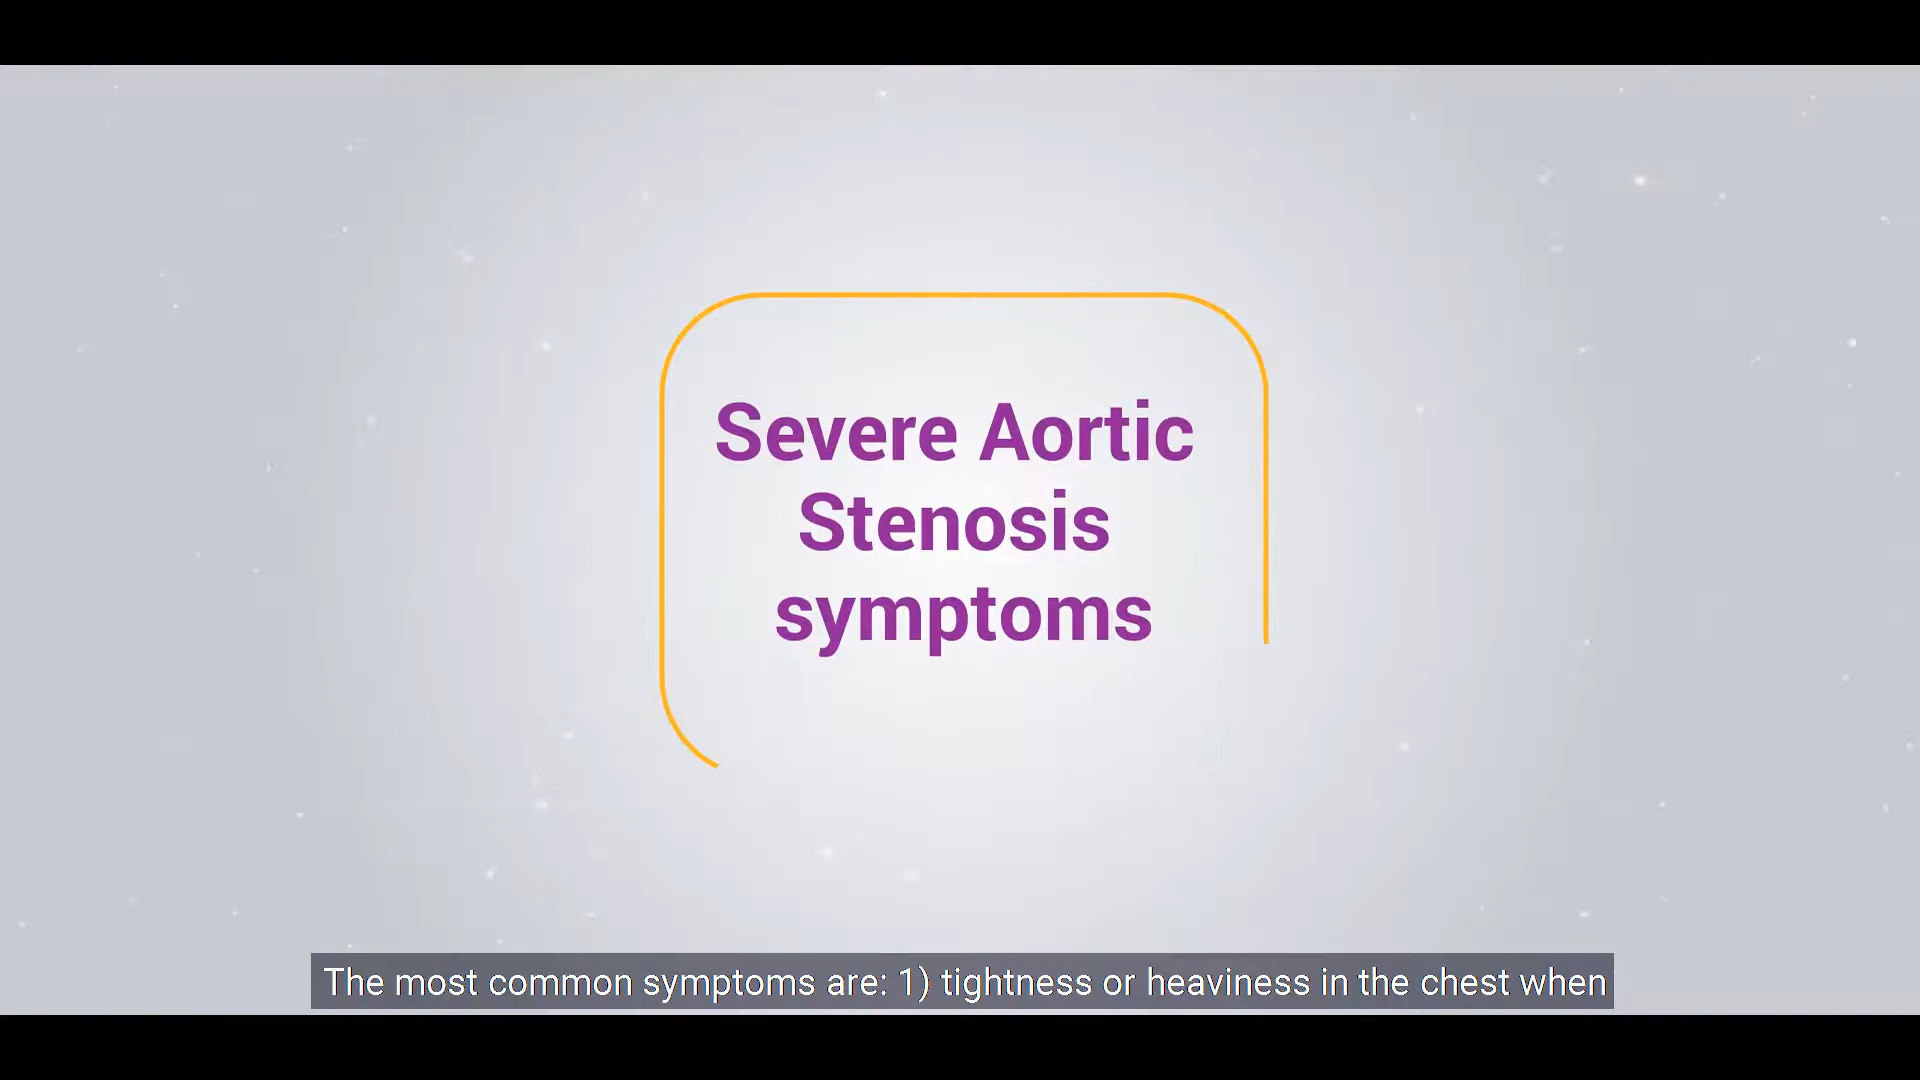 Severe Aortic
Stenosis
symptoms
The most common symptoms are: 1) tightness or heaviness in the chest when